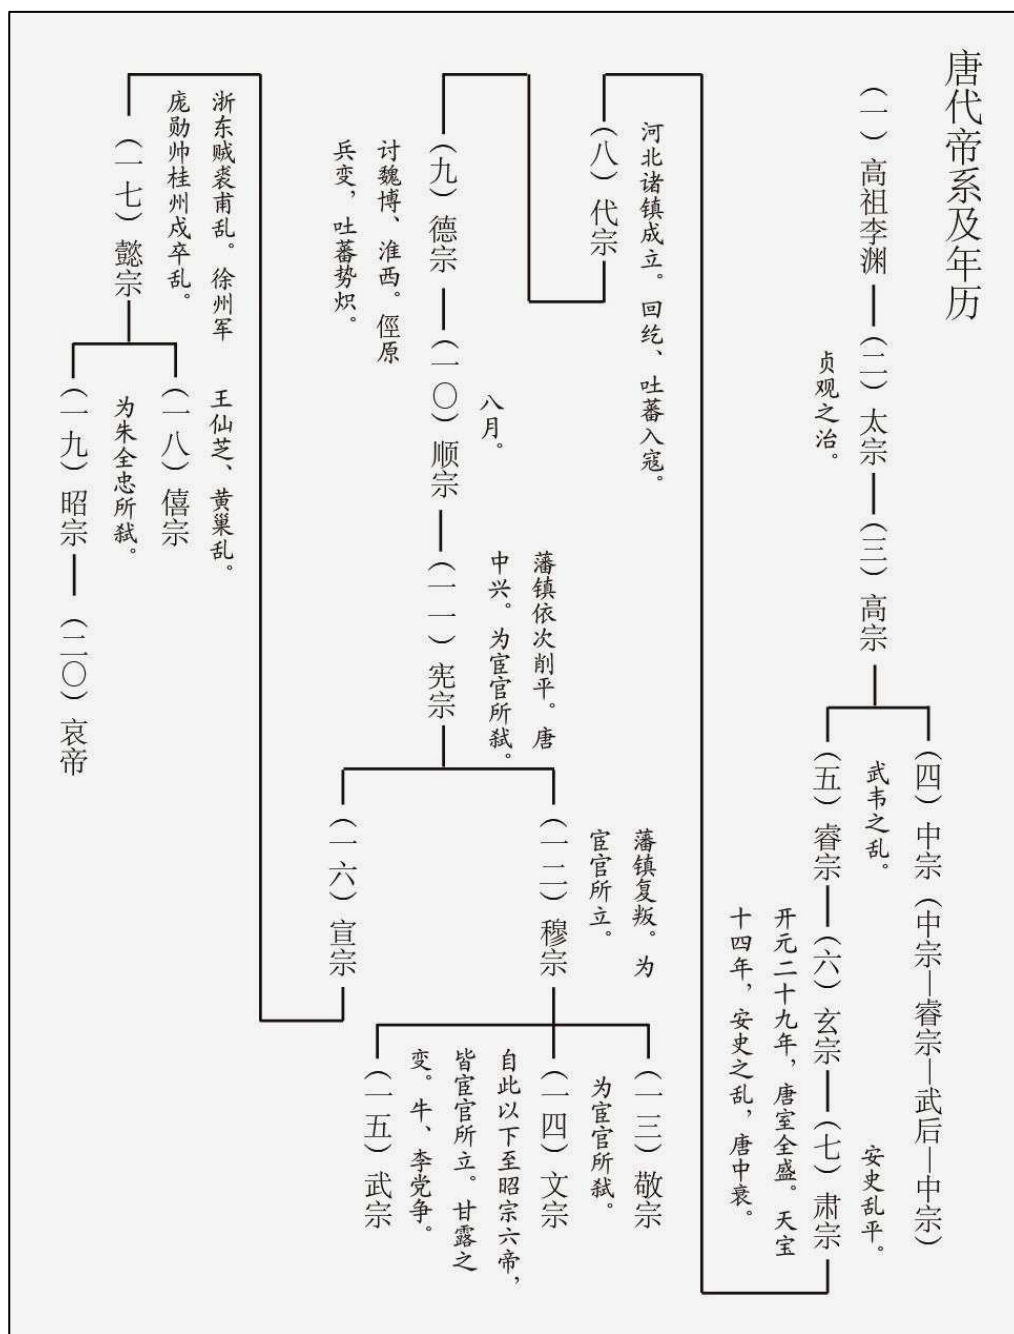 唐代帝系及年历
（一）高祖李渊
（二）太宗
贞观之治。
（三）高宗
（四）中宗（中宗—睿宗—武后—中宗）
武韦之乱。
（五）睿宗
（六）玄宗
开元二十九年，唐室全盛。天宝
十四年，安史之乱，唐中衰。
（七）肃宗
安史乱平。
（八）代宗
河北诸镇成立。回纥、吐蕃入寇。
（九）德宗
讨魏博、淮西。俓原
兵变，吐蕃势炽。
（一〇）顺宗
八月。
（一一）宪宗
藩镇依次削平。唐
中兴。为宦官所弑。
（一二）穆宗
藩镇复叛。为
宦官所立。
（一三）敬宗
为宦官所弑。
（一四）文宗
自此以下至昭宗六帝，
皆宦官所立。甘露之
变。牛、李党争。
（一五）武宗
（一六）宣宗
（一七）懿宗
浙东贼裘甫乱。徐州军
庞勋帅桂州戍卒乱。
（一八）僖宗
王仙芝、黄巢乱。
（一九）昭宗
为朱全忠所弑。
（二〇）哀帝